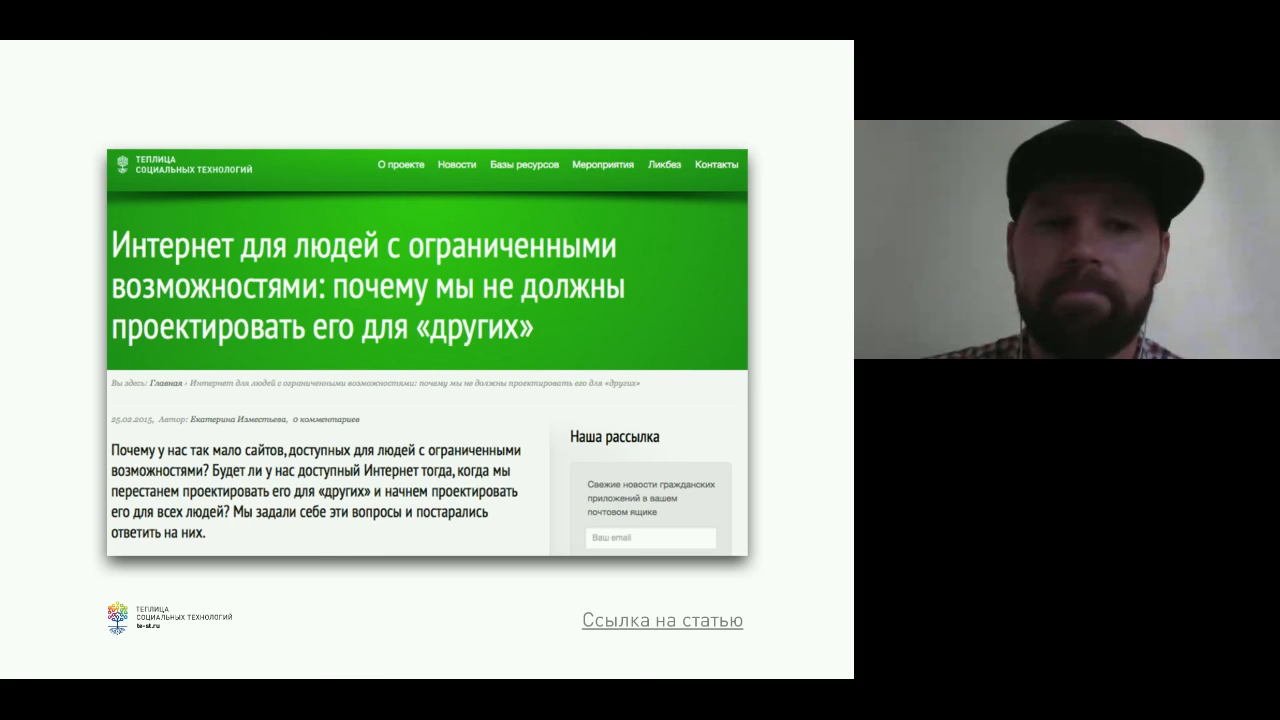 ТЕПЛИЦА
СОЦИАЛЬНЫХ ТЕХНОЛОГИЙ
О проекте Новости Базы ресурсов Мероприятия Ликбез Контакты
Интернет для людей с ограниченными
возможностями: почему мы не должны
проектировать его для «других»
Вы здесь: Главная › Интернет для людей с ограниченными возможностями: почему мы не должны проектировать его для «других»
25.02.2015, Автор: Екатерина Изместьева, 0 комментариев
Почему у нас так мало сайтов, доступных для людей с ограниченными
возможностями? Будет ли у нас доступный Интернет тогда, когда мы
перестанем проектировать его для «других» и начнем проектировать
его для всех людей? Мы задали себе эти вопросы и постарались
ответить на них.
Наша рассылка
Свежие новости гражданских
приложений в вашем
почтовом ящике
Ваш email
ТЕПЛИЦА
СОЦИАЛЬНЫХ ТЕХНОЛОГИЙ
te-st.ru
Ссылка на статью